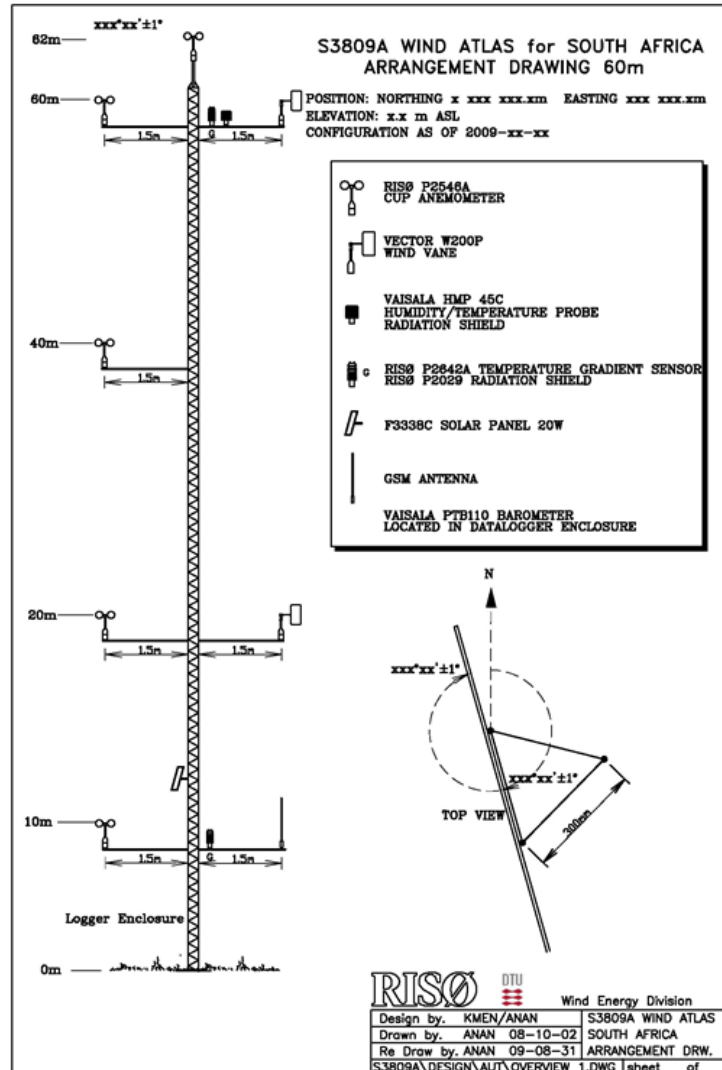 xxx°xx'±1°
62m
S3809A WIND ATLAS for SOUTH AFRICA
ARRANGEMENT DRAWING 60m
60m
POSITION: NORTHING x xxx xxx.xm EASTING xxx xxx.xm
ELEVATION: x.x m ASL
CONFIGURATION AS OF 2009-xx-xx
G
1.5m
1.5m
RISØ P2546A
CUP ANEMOMETER
VECTOR W200P
WIND VANE
VAISALA HMP 45C
HUMIDITY/TEMPERATURE PROBE
RADIATION SHIELD
G
RISØ P2642A TEMPERATURE GRADIENT SENSOR
RISØ P2029 RADIATION SHIELD
F3338C SOLAR PANEL 20W
GSM ANTENNA
VAISALA PTB110 BAROMETER
LOCATED IN DATALOGGER ENCLOSURE
40m
1.5m
20m
1.5m
1.5m
N
xxx°xx'±1°
xxx°xx'±1°
TOP VIEW
300mm
10m
G
1.5m
1.5m
Logger Enclosure
0m
RISØ
DTU
Wind Energy Division
Design by. KMEN/ANAN
S3809A WIND ATLAS
Drawn by. ANAN 08-10-02
SOUTH AFRICA
Re Draw by. ANAN 09-08-31
ARRANGEMENT DRW.
S3809A\DESIGN\AUT\OVERVIEW_1.DWG
sheet of